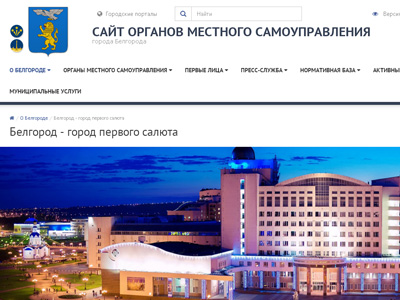 Городские порталы
Найти
Верси
САЙТ ОРГАНОВ МЕСТНОГО САМОУПРАВЛЕНИЯ
города Белгорода
О БЕЛГОРОДЕ ОРГАНЫ МЕСТНОГО САМОУПРАВЛЕНИЯ ПЕРВЫЕ ЛИЦА ПРЕСС-СЛУЖБА НОРМАТИВНАЯ БАЗА АКТИВНЫ
МУНИЦИПАЛЬНЫЕ УСЛУГИ
/ О Белгороде / Белгород - город первого салюта
Белгород - город первого салюта